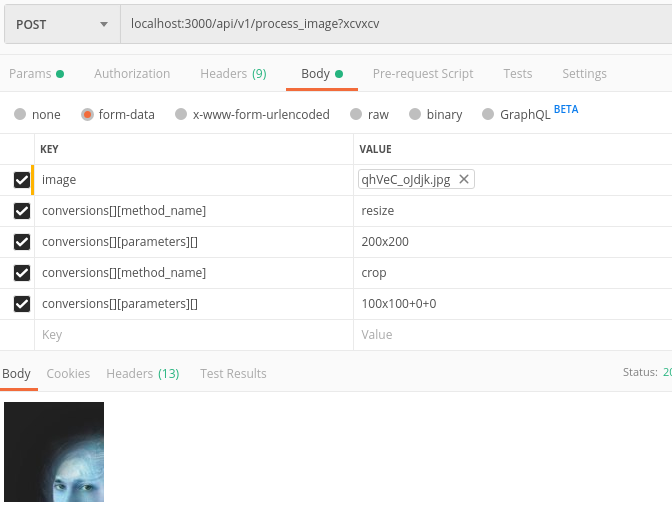 POST localhost:3000/api/v1/process_image?xcvxcv
Params Authorization Headers (9) Body Pre-request Script Tests Settings
none form-data x-www-form-urlencoded raw binary GraphQL BETA
KEY VALUE
image qhVeC_oJdjk.jpg
conversions[][method_name] resize
conversions[][parameters][] 200x200
conversions[][method_name] crop
conversions[][parameters][] 100x100+0+0
Key Value
Body Cookies Headers (13) Test Results Status: 20